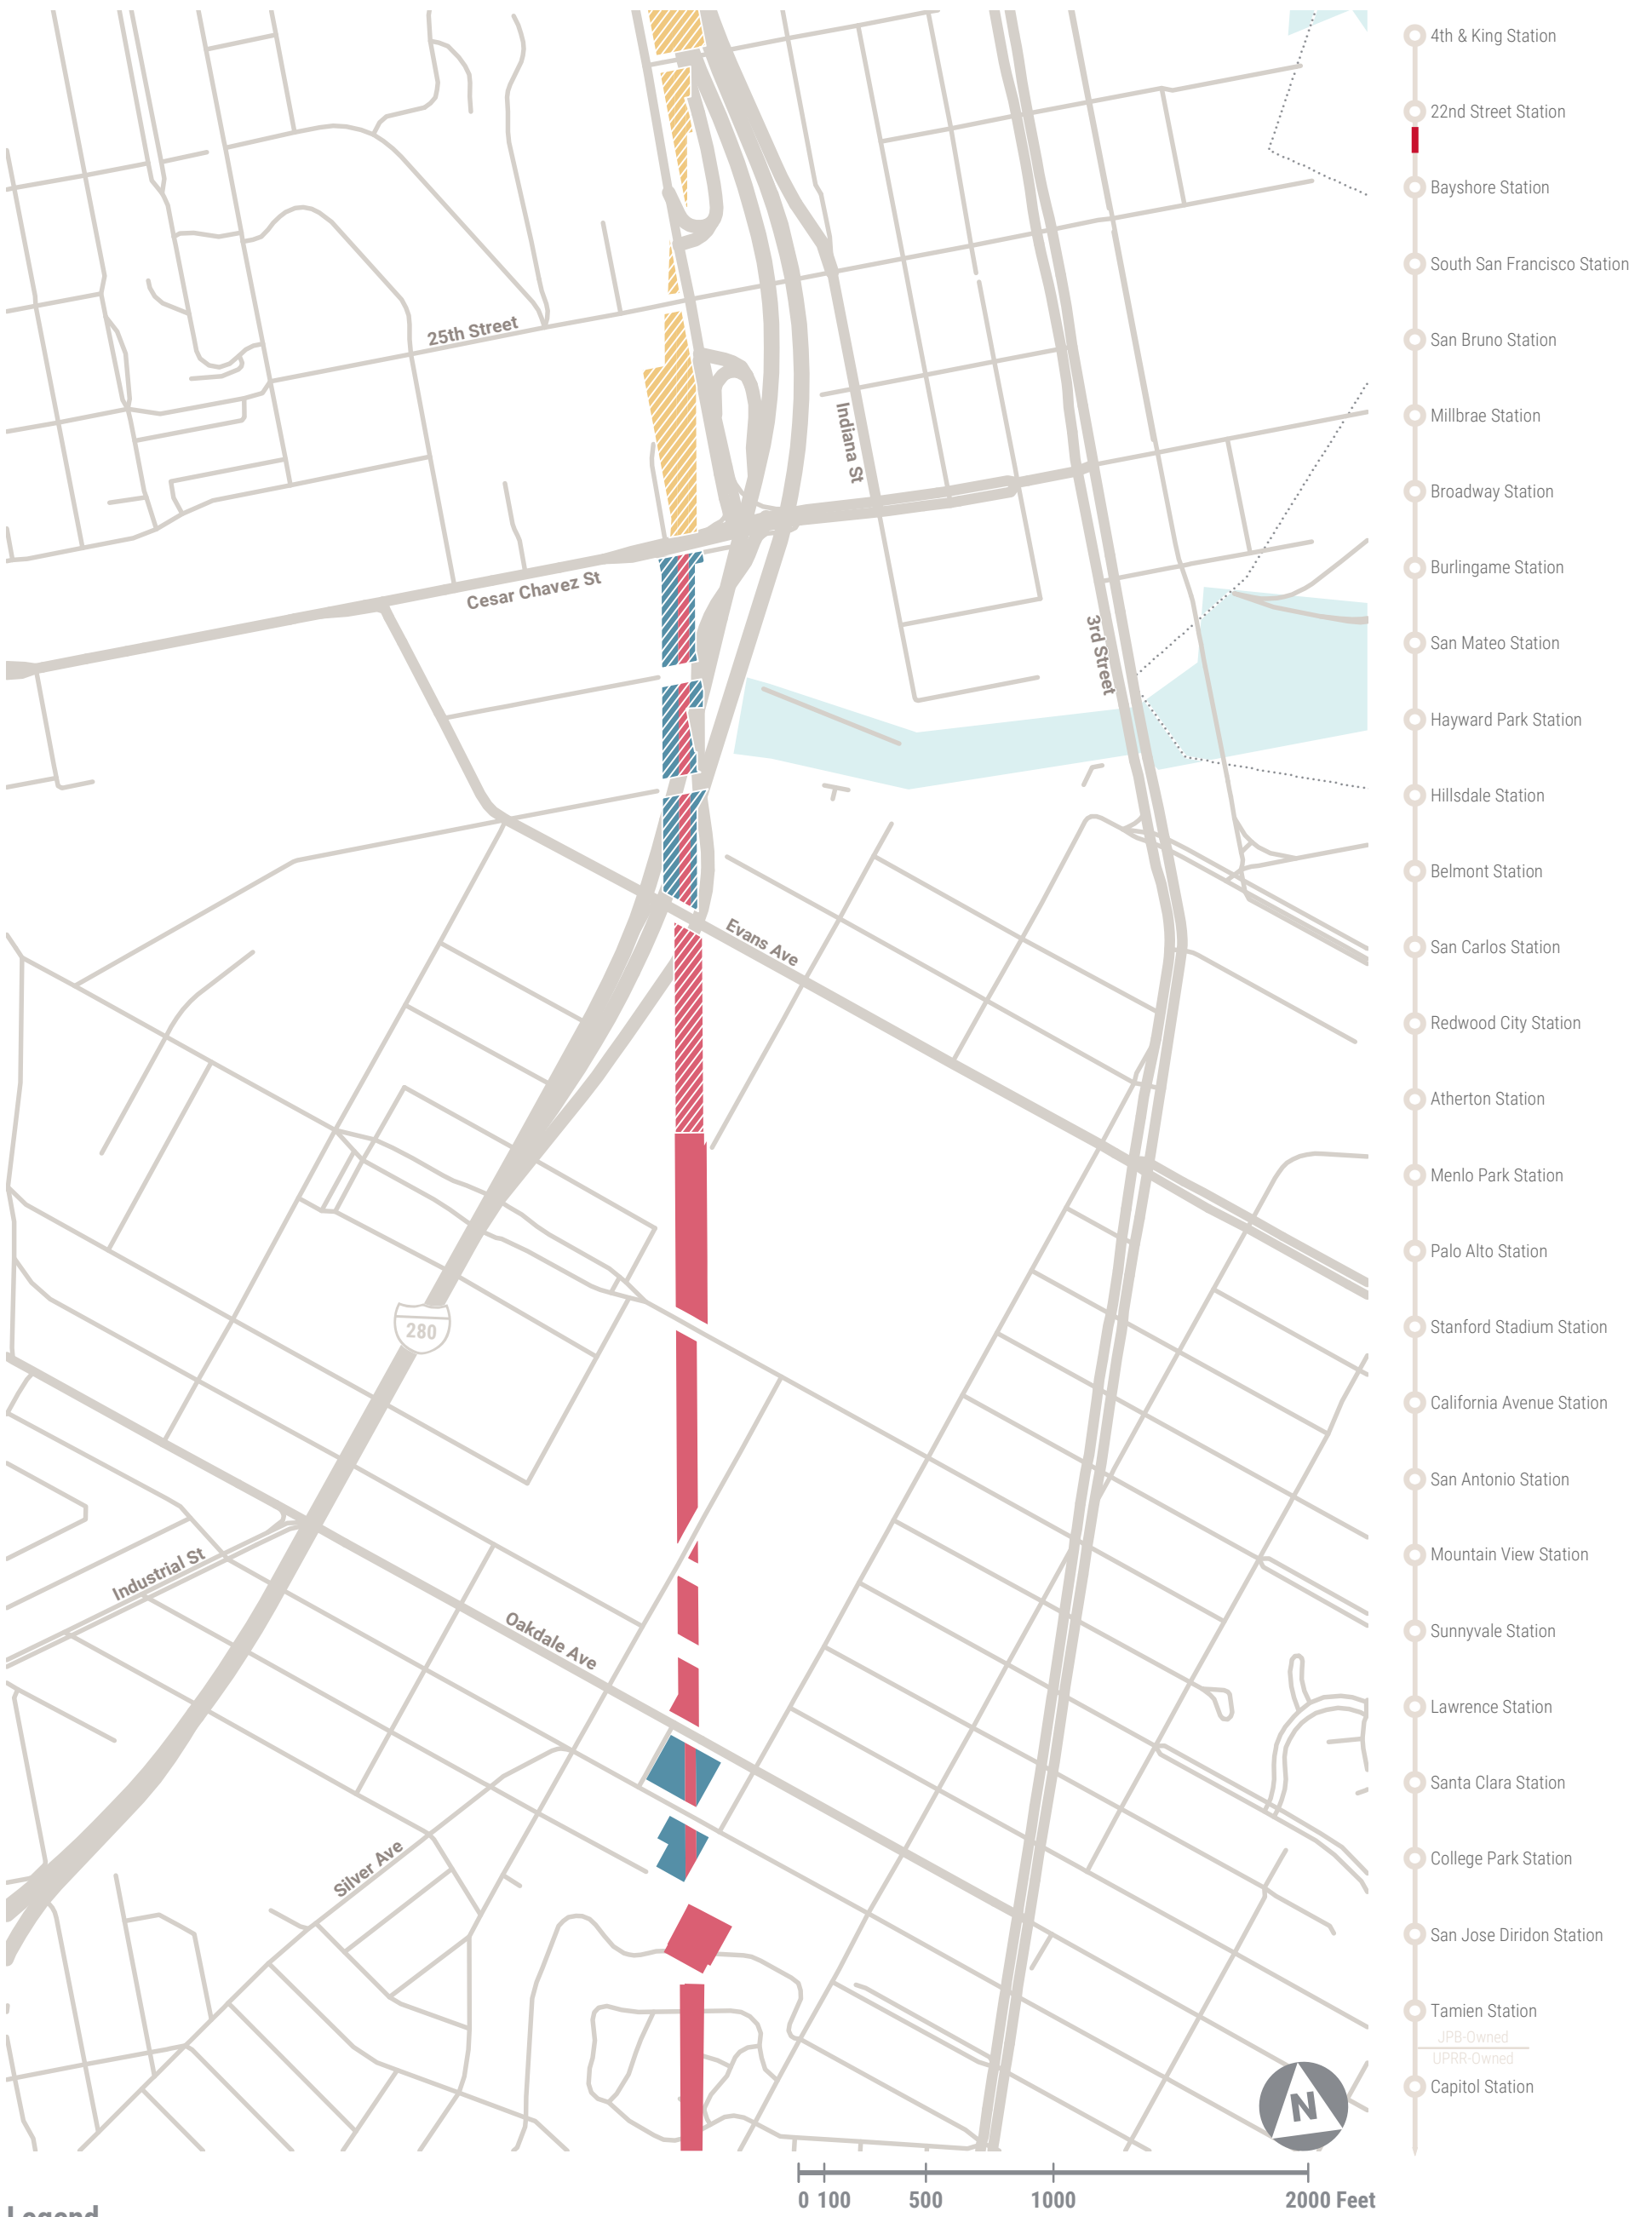 4th & King Station
22nd Street Station
Bayshore Station
South San Francisco Station
San Bruno Station
Millbrae Station
Broadway Station
Burlingame Station
San Mateo Station
Hayward Park Station
Hillsdale Station
Belmont Station
San Carlos Station
Redwood City Station
Atherton Station
Menlo Park Station
Palo Alto Station
Stanford Stadium Station
California Avenue Station
San Antonio Station
Mountain View Station
Sunnyvale Station
Lawrence Station
Santa Clara Station
College Park Station
San Jose Diridon Station
Tamien Station
JPB-Owned
UPRR-Owned
Capitol Station
25th Street
Indiana St
Cesar Chavez St
3rd Street
Evans Ave
280
Industrial St
Oakdale Ave
Silver Ave
N
0 100 500 1000 2000 Feet
Legend